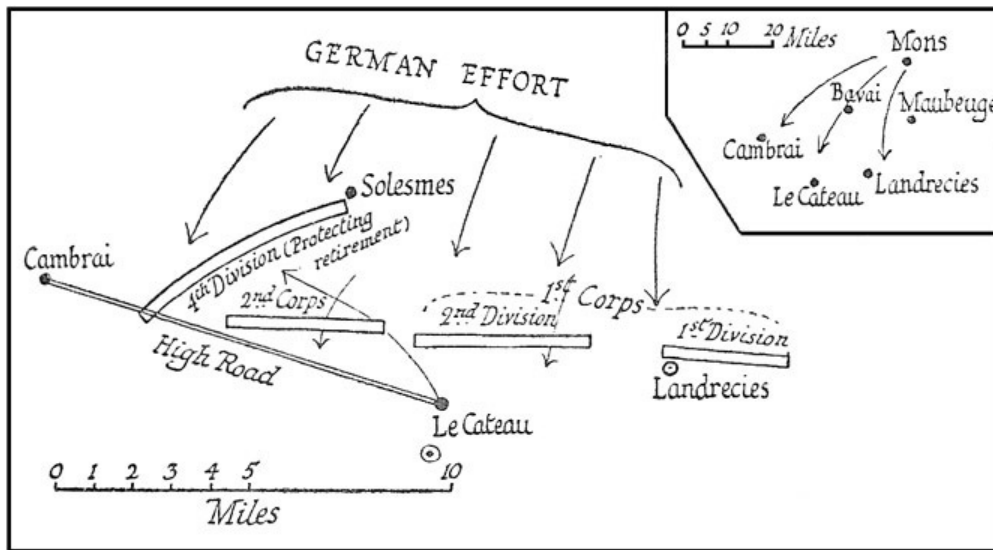 GERMAN EFFORT
0 5 10 20 Miles
Mons
Bavai
Maubeuge
Cambrai
Le Cateau
Landrecies
Solesmes
Cambrai
4th Division (Protecting
retirement)
2nd Corps
1st Corps
2nd Division
1st Division
High Road
Landrecies
Le Cateau
0 1 2 3 4 5 10
Miles